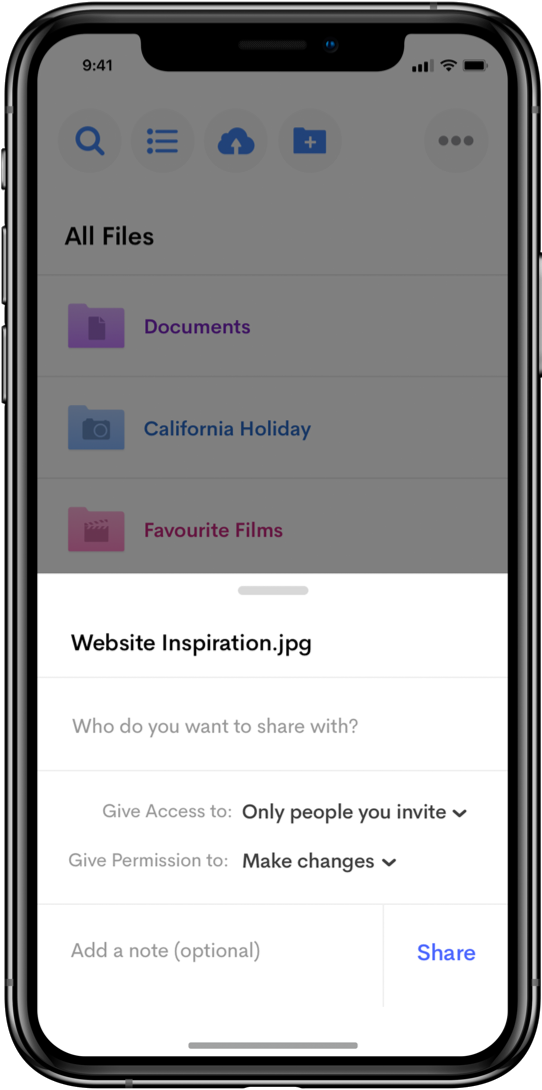 9:41
All Files
Documents
California Holiday
Favourite Films
Website Inspiration.jpg
Who do you want to share with?
Give Access to: Only people you invite
Give Permission to: Make changes
Add a note (optional)
Share